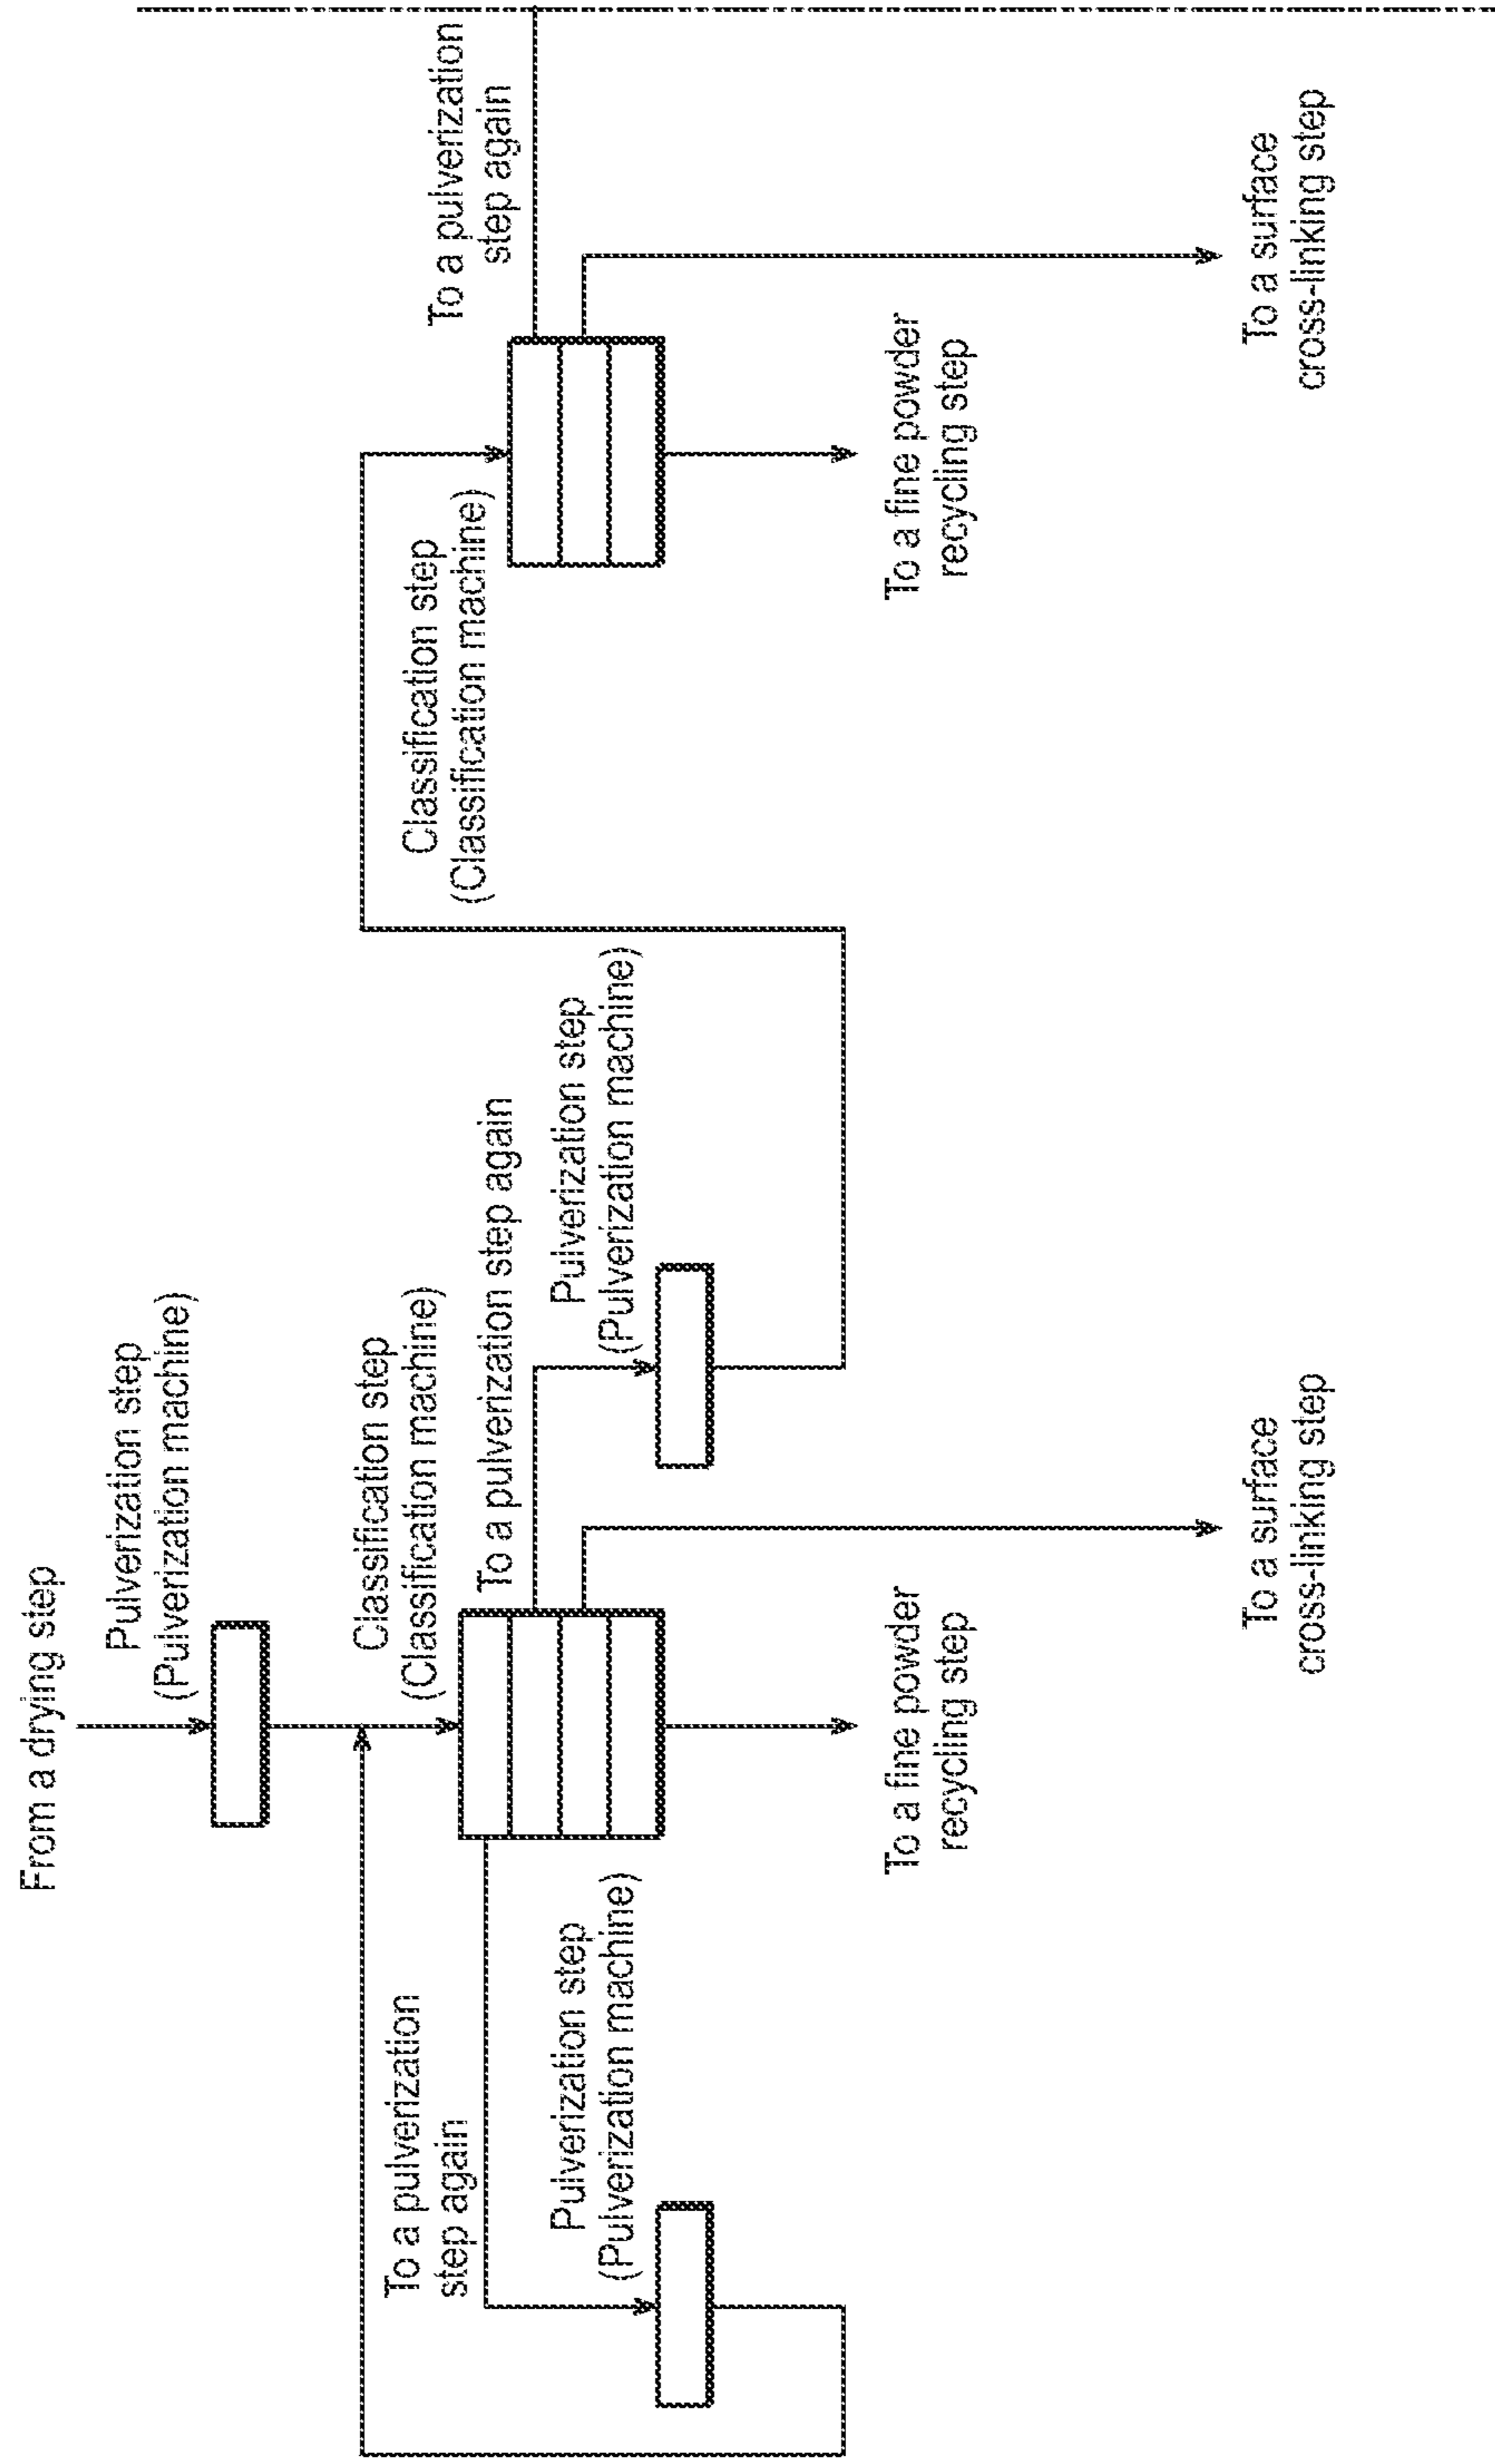 From a drying step
Pulverization step
(Pulverization machine)
Classification step
(Classification machine)
To a pulverization step again
To a pulverization
step again
Pulverization step
(Pulverization machine)
Pulverization step
(Pulverization machine)
To a fine powder
recycling step
To a surface
cross-linking step
Classification step
(Classification machine)
To a pulverization
step again
To a fine powder
recycling step
To a surface
cross-linking step